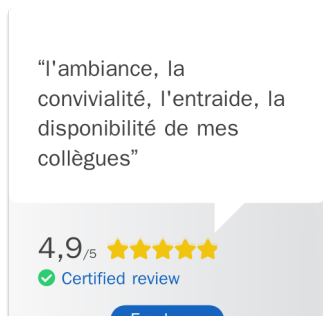 “l'ambiance, la
convivialité, l'entraide, la
disponibilité de mes
collègues”
4,9/5
Certified review